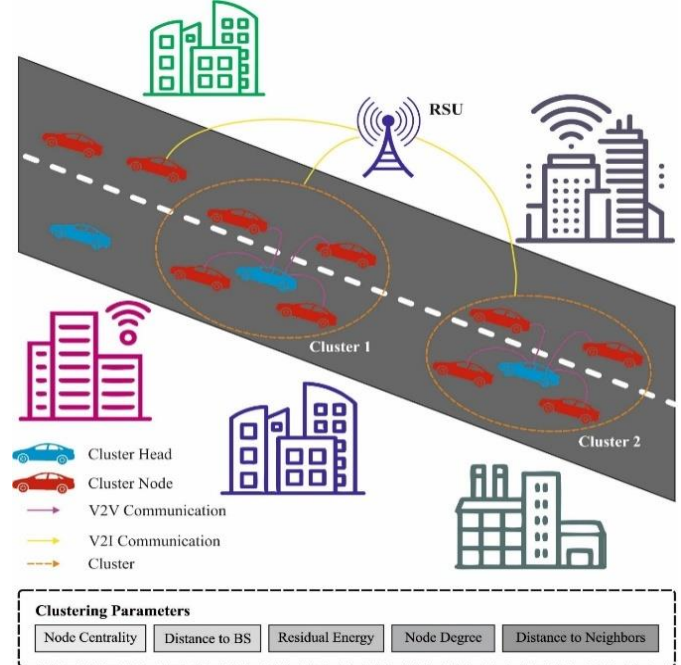 RSU
Cluster 1
Cluster 2
Cluster Head
Cluster Node
V2V Communication
V2I Communication
Cluster
Clustering Parameters
Node Centrality Distance to BS Residual Energy Node Degree Distance to Neighbors